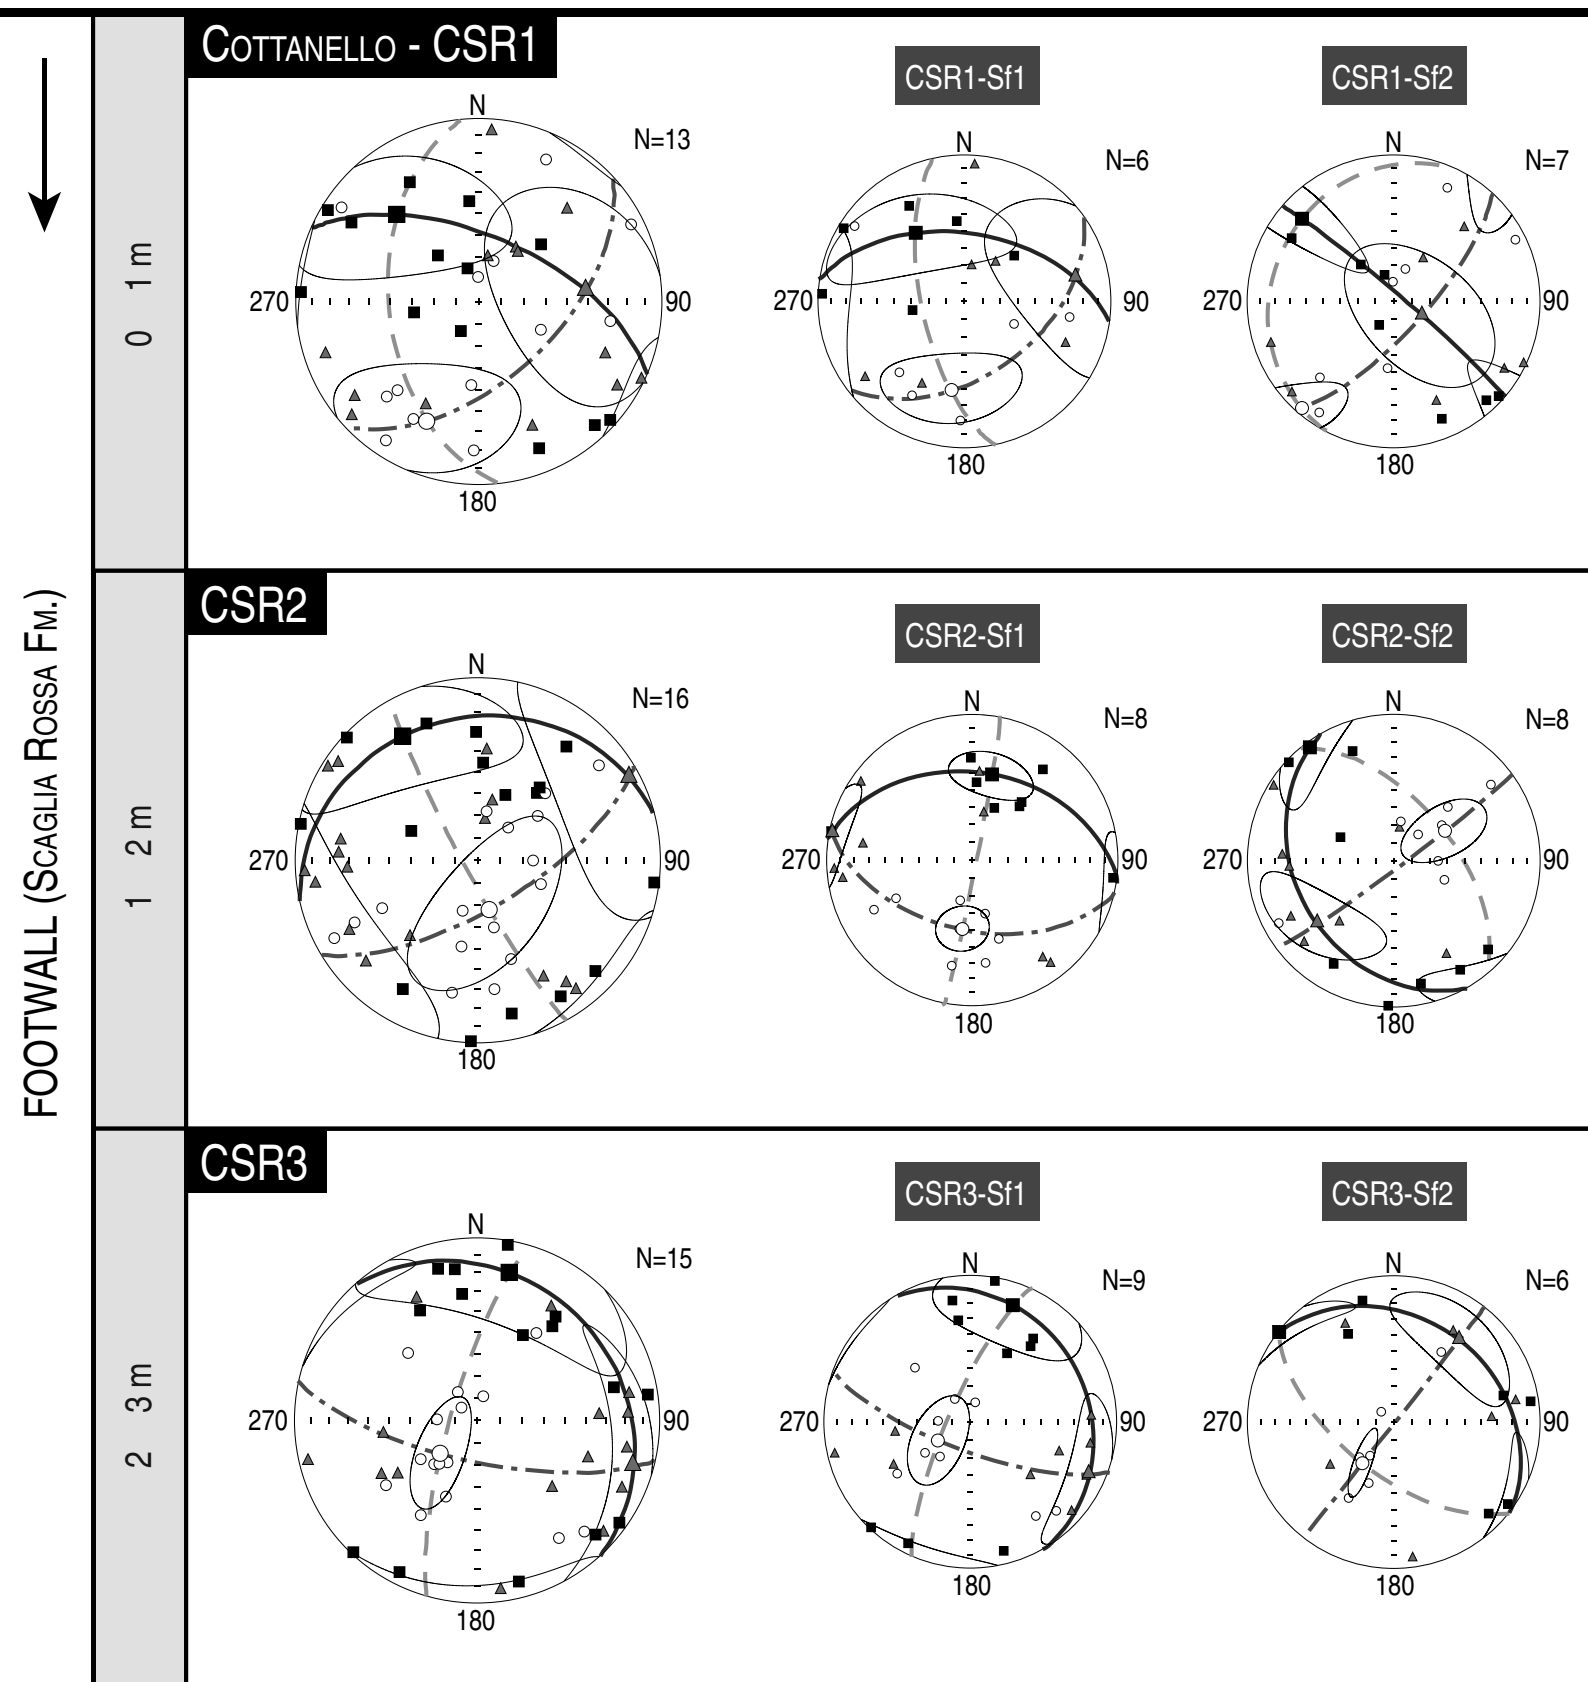 COTTANELLO - CSR1
CSR1-Sf1
CSR1-Sf2
N
N=13
270
90
180
N
N=6
270
90
180
N
N=7
270
90
180
0 1 m
CSR2
CSR2-Sf1
CSR2-Sf2
N
N=16
270
90
180
N
N=8
270
90
180
N
N=8
270
90
180
1 2 m
FOOTWALL (SCAGLIA ROSSA FM.)
CSR3
CSR3-Sf1
CSR3-Sf2
N
N=15
270
90
180
N
N=9
270
90
180
N
N=6
270
90
180
2 3 m